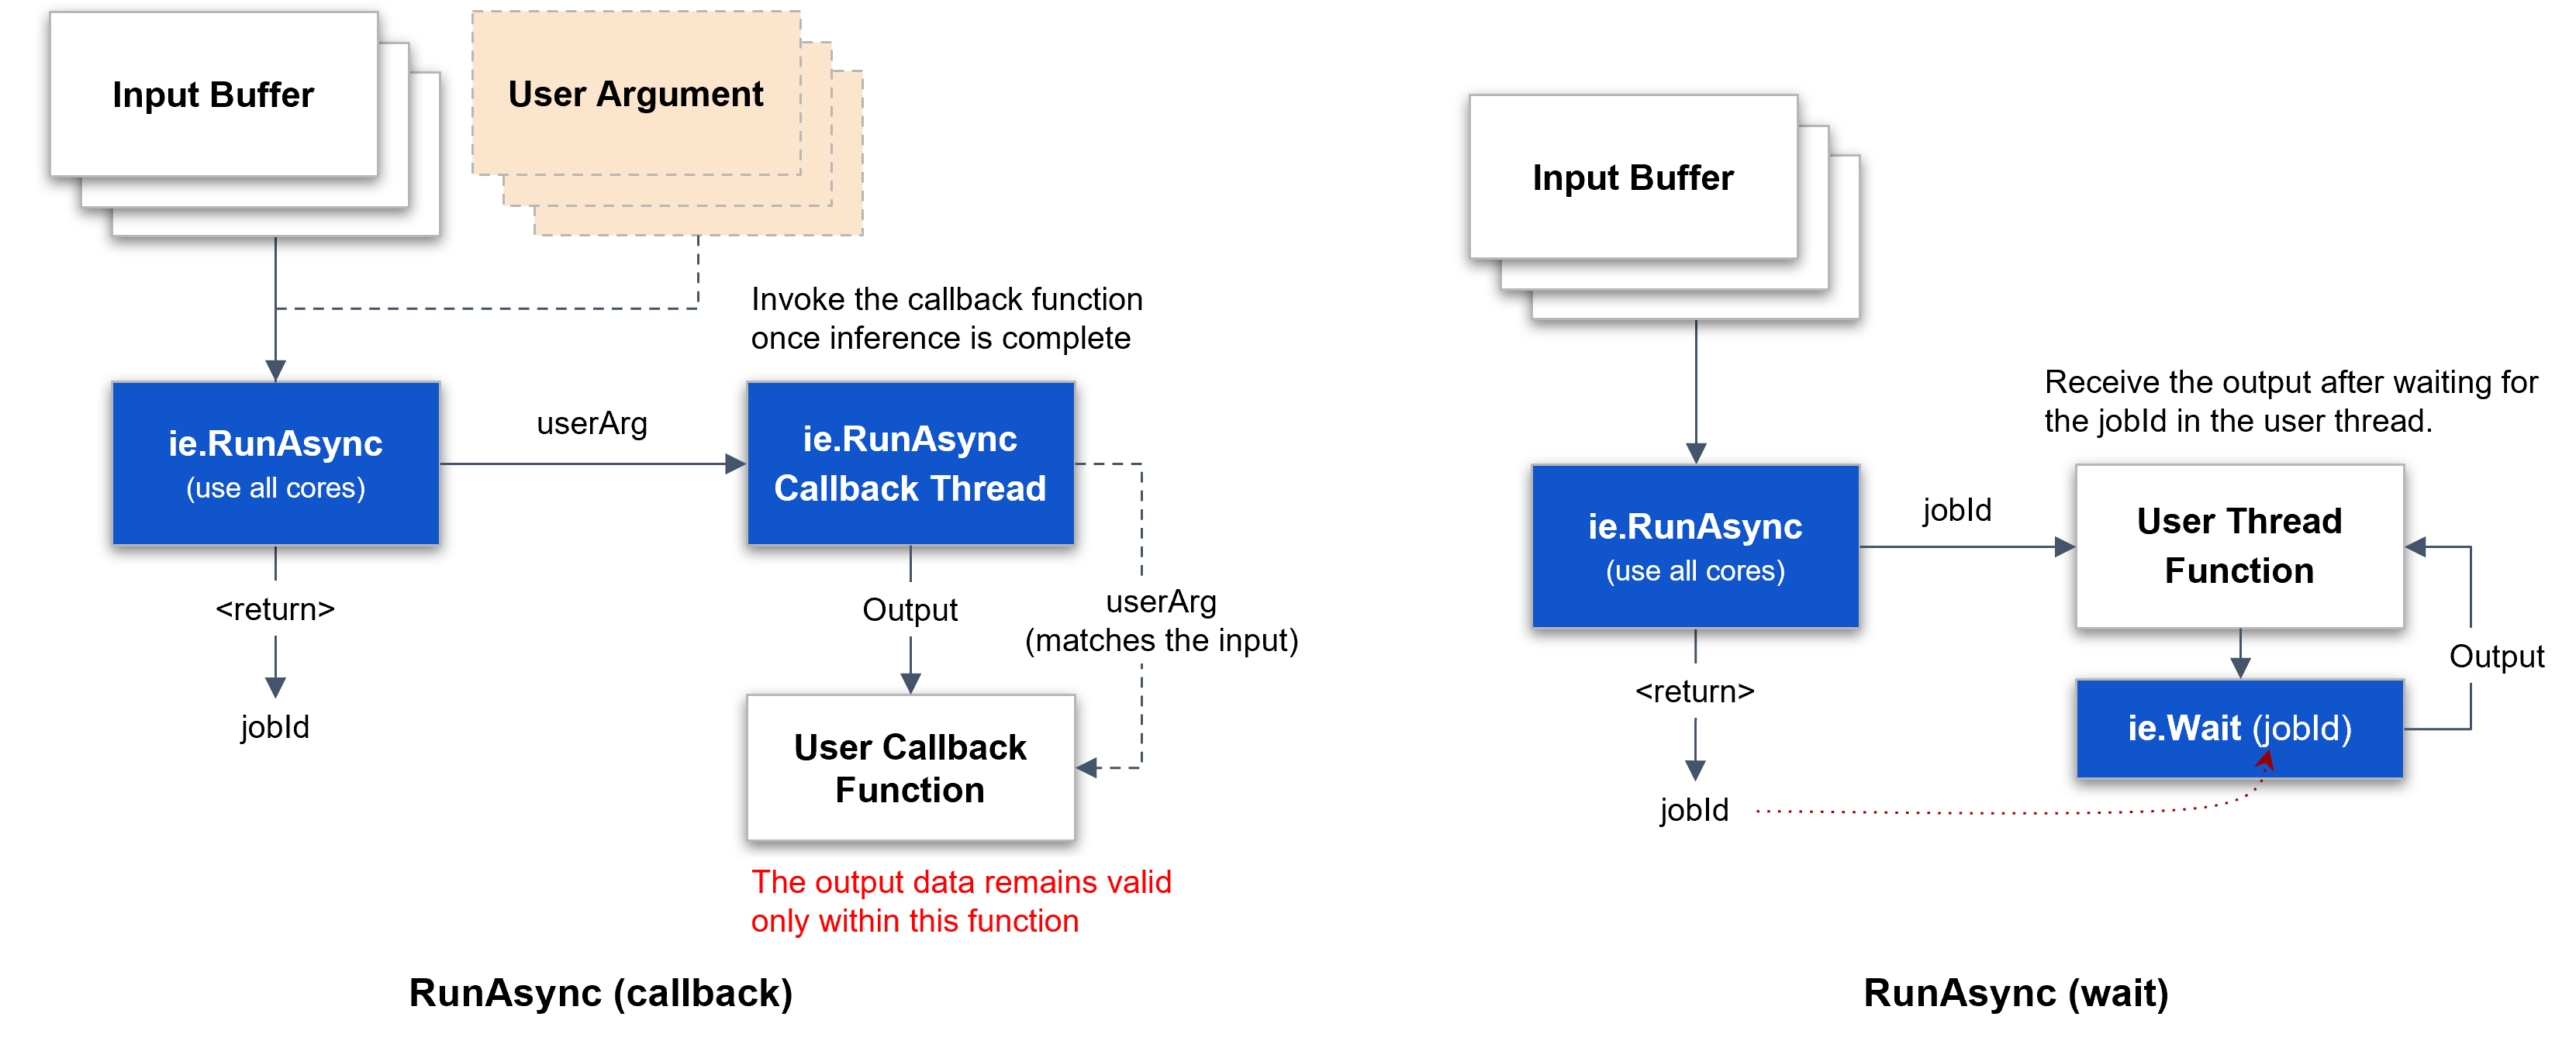 Input Buffer
User Argument
Invoke the callback function
once inference is complete
ie.RunAsync
(use all cores)
userArg
ie.RunAsync
Callback Thread
<return>
jobId
Output
userArg
(matches the input)
User Callback
Function
The output data remains valid
only within this function
RunAsync (callback)
Input Buffer
Receive the output after waiting for
the jobId in the user thread.
ie.RunAsync
(use all cores)
jobId
User Thread
Function
<return>
jobId
Output
ie.Wait (jobId)
RunAsync (wait)